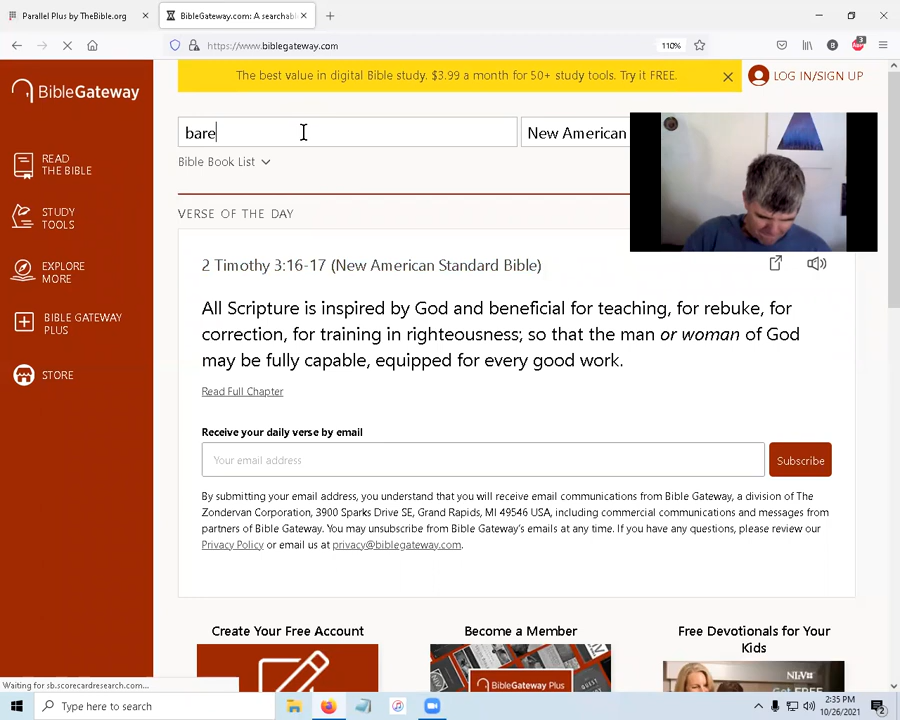 Parallel Plus by TheBible.org
BibleGateway.com: A searchabl
https://www.biblegateway.com
110%
3
BibleGateway
The best value in digital Bible study. $3.99 a month for 50+ study tools. Try it FREE.
LOG IN/SIGN UP
bare
New American
Bible Book List
READ
THE BIBLE
STUDY
TOOLS
EXPLORE
MORE
BIBLE GATEWAY
PLUS
STORE
VERSE OF THE DAY
2 Timothy 3:16-17 (New American Standard Bible)
All Scripture is inspired by God and beneficial for teaching, for rebuke, for
correction, for training in righteousness; so that the man or woman of God
may be fully capable, equipped for every good work.
Read Full Chapter
Receive your daily verse by email
Your email address
Subscribe
By submitting your email address, you understand that you will receive email communications from Bible Gateway, a division of The
Zondervan Corporation, 3900 Sparks Drive SE, Grand Rapids, MI 49546 USA, including commercial communications and messages from
partners of Bible Gateway. You may unsubscribe from Bible Gateway's emails at any time. If you have any questions, please review our
Privacy Policy or email us at privacy@biblegateway.com.
Create Your Free Account
Become a Member
BIBLEGATEWAY PLUS
Free Devotionals for Your
Kids
NIV
Waiting for sb.scorecardresearch.com...
Type here to search
2:35 PM
10/26/2021
2